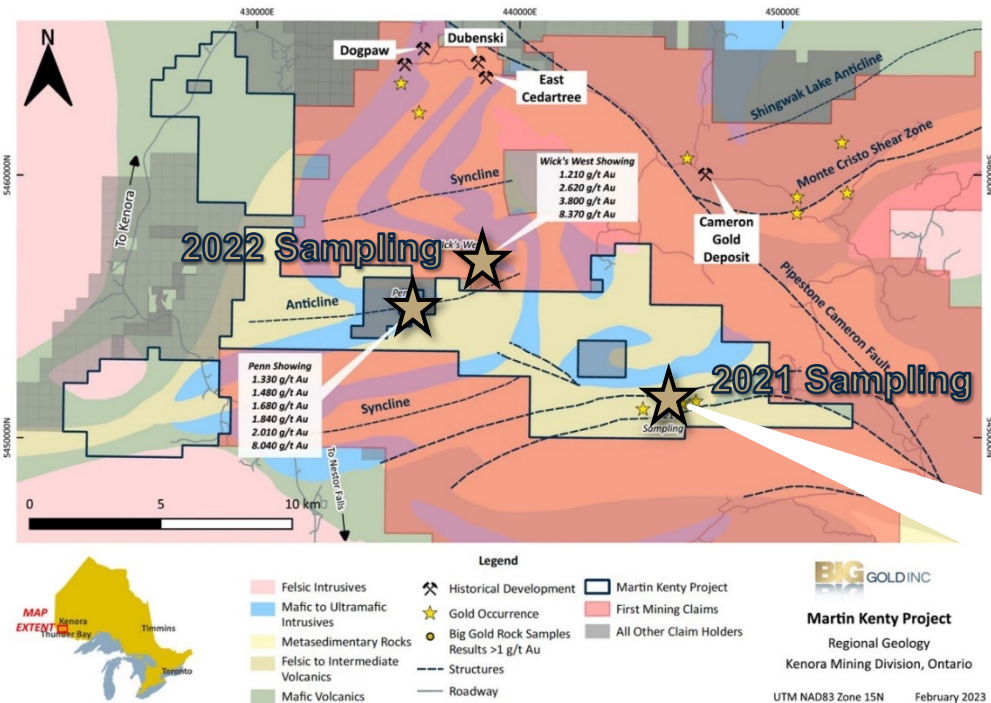 430000E
440000E
450000E
N
Dogpaw
Dubenski
East
Cedartree
Shingwak Lake Anticline
Monte Cristo Shear Zone
5460000N
5460000N
To Kenora
Syncline
Wick's West Showing
1.210 g/t Au
2.620 g/t Au
3.800 g/t Au
8.370 g/t Au
Cameron
Gold
Deposit
2022 Sampling
Anticline
Pipestone Cameron Fault
Penn Showing
1.330 g/t Au
1.480 g/t Au
1.680 g/t Au
1.840 g/t Au
2.010 g/t Au
8.040 g/t Au
Syncline
2021 Sampling
Sampling
5450000N
5450000N
To Nestor Falls
0 5 10 km
MAP
EXTENT
Kenora
Thunder Bay
Timmins
Toronto
Legend
Felsic Intrusives
Mafic to Ultramafic
Intrusives
Metasedimentary Rocks
Felsic to Intermediate
Volcanics
Mafic Volcanics
Historical Development
Gold Occurrence
Big Gold Rock Samples
Results >1 g/t Au
Structures
Roadway
Martin Kenty Project
First Mining Claims
All Other Claim Holders
BIG GOLD INC
Martin Kenty Project
Regional Geology
Kenora Mining Division, Ontario
UTM NAD83 Zone 15N February 2023